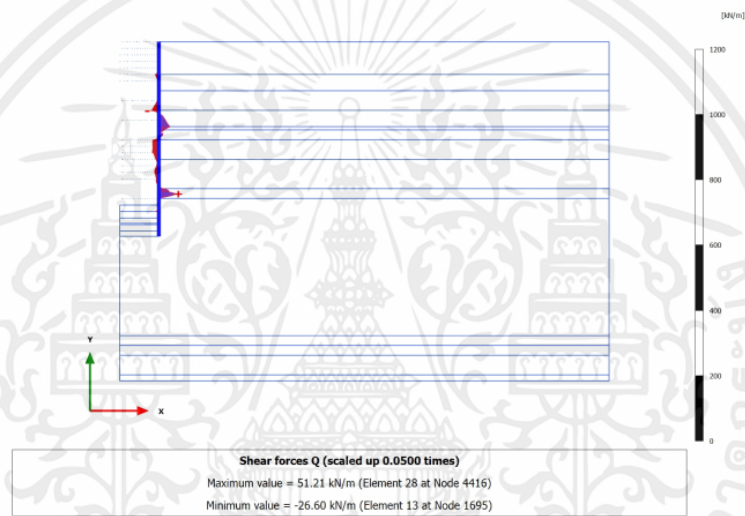 [kN/m]
1200
1000
800
600
400
200
0
Y
X
Shear forces Q (scaled up 0.0500 times)
Maximum value = 51.21 kN/m (Element 28 at Node 4416)
Minimum value = -26.60 kN/m (Element 13 at Node 1695)